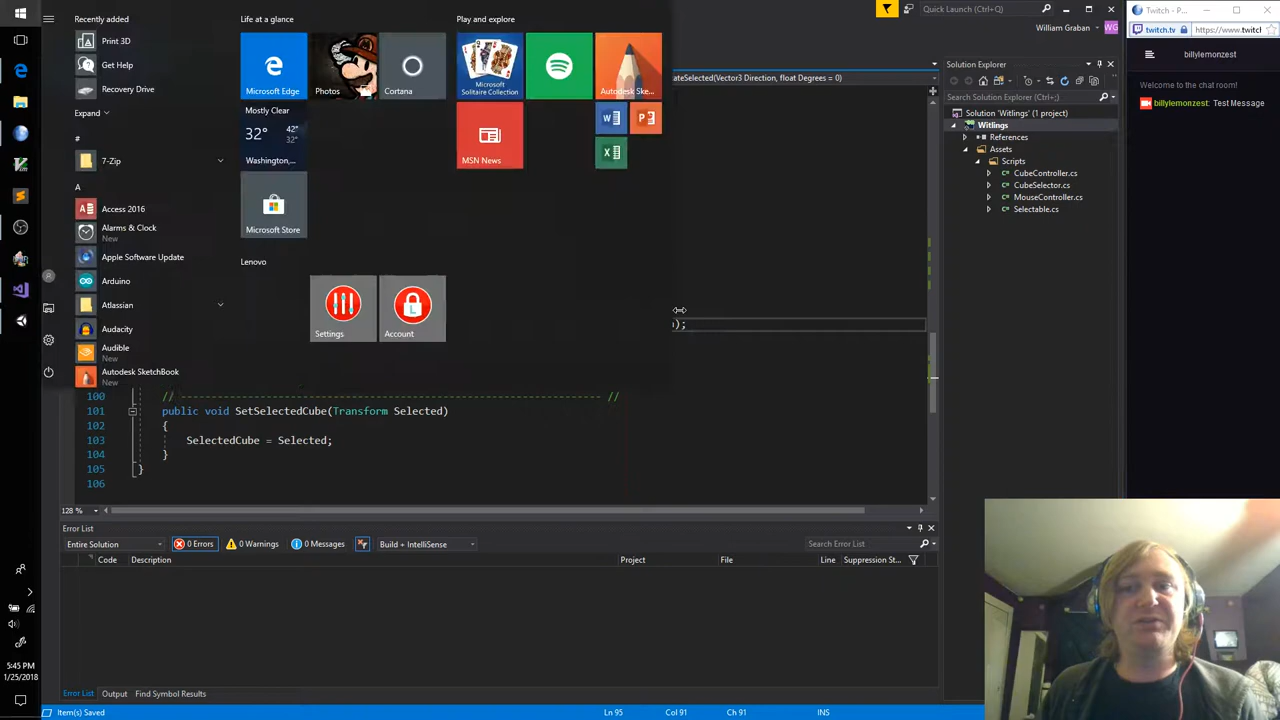 Recently added
Print 3D
Get Help
Recovery Drive
Expand
#
7-Zip
A
Access 2016
Alarms & Clock
New
Apple Software Update
Arduino
Atlassian
Audacity
Audible
New
Autodesk SketchBook
New
Life at a glance
Microsoft Edge
Photos
Cortana
Mostly Clear
32°
42°
32°
Washington,...
Microsoft Store
Lenovo
Settings
Account
Play and explore
Microsoft
Solitaire Collection
Autodesk Ske...
MSN News
Quick Launch (Ctrl+Q)
William Graban
WG
ateSelected(Vector3 Direction, float Degrees = 0)
);
100 // ---------------------------------------------------------------------- //
101 public void SetSelectedCube(Transform Selected)
102 {
103 SelectedCube = Selected;
104 }
105 }
106
128 %
Error List
Entire Solution
0 Errors
0 Warnings
0 Messages
Build + IntelliSense
Search Error List
Code
Description
Project
File
Line
Suppression St...
Error List
Output
Find Symbol Results
Item(s) Saved
Ln 95
Col 91
Ch 91
INS
Solution Explorer
Search Solution Explorer (Ctrl+;)
Solution 'Witlings' (1 project)
Witlings
References
Assets
Scripts
CubeController.cs
CubeSelector.cs
MouseController.cs
Selectable.cs
Twitch - P...
twitch.tv
https://www.twitcl
billylemonzest
Welcome to the chat room!
billylemonzest: Test Message
5:45 PM
1/25/2018